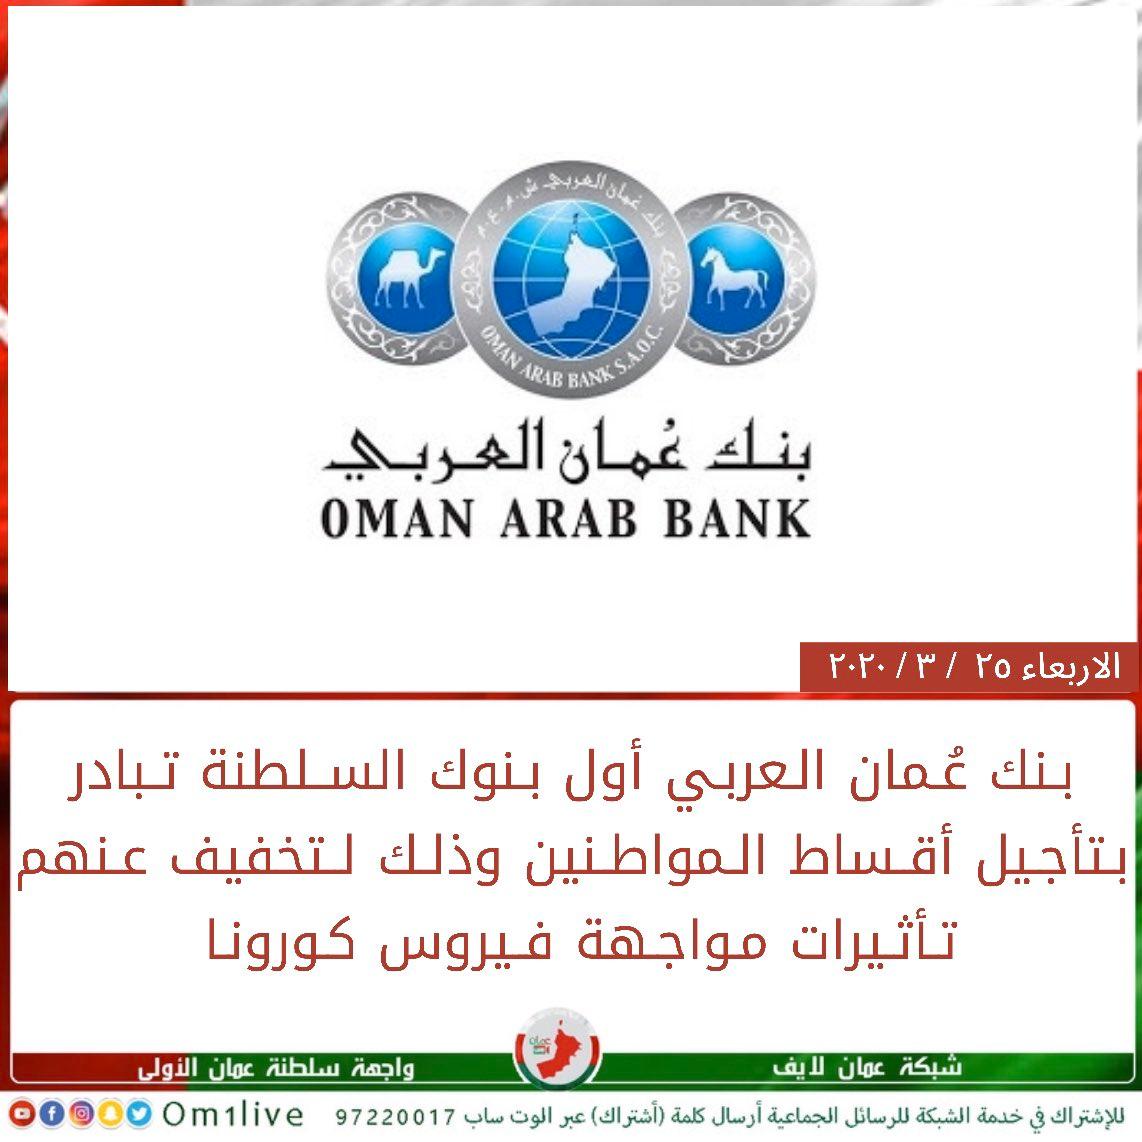 بنك عُمان العربي ش.م.ع.م
OMAN ARAB BANK S.A.O.C.
بنك عُمان العربي
OMAN ARAB BANK
الاربعاء ٢٥ / ٣ / ٢٠٢٠
بنك عُمان العربي أول بنوك السلطنة تبادر
بتأجيل أقساط المواطنين وذلك لتخفيف عنهم
تأثيرات مواجهة فيروس كورونا
شبكة عمان لايف
واجهة سلطنة عمان الأولى
للإشتراك في خدمة الشبكة للرسائل الجماعية أرسال كلمة (أشتراك) عبر الوت ساب 97220017 Om1live